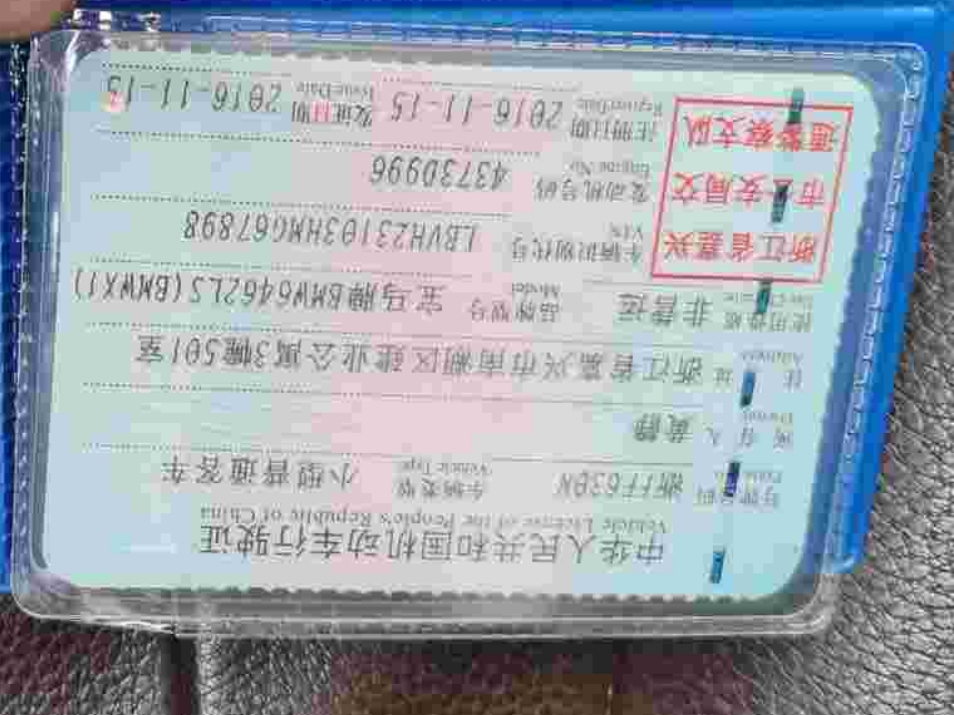 中华人民共和国机动车行驶证
Vehicle License of the People's Republic of China
号牌号码 浙FF630N 车辆类型 小型普通客车
Vehicle Type
所有人 黄静
Owner
住址 浙江省嘉兴市南湖区建业公寓3幢501室
Address
使用性质 非营运 品牌型号 宝马牌BMW6462LS(BMWX1)
Use Character Model
浙江省嘉兴
市公安局交
通警察支队
车辆识别代号 LBVHZ3103HMG67898
VIN
发动机号码 43730996
Engine No.
注册日期 2016-11-15 发证日期 2016-11-15
Register Date Issue Date